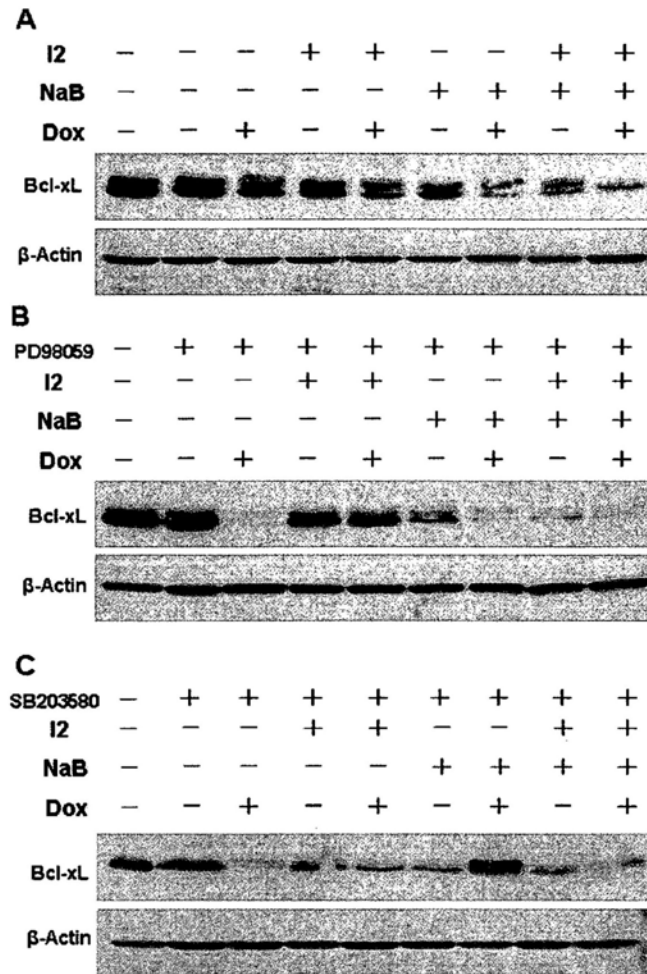 A
I2 − − − + + − − + +
NaB − − − − − + + + +
Dox − − + − + − + − +
Bcl-xL
β-Actin
B
PD98059 − + + + + + + + +
I2 − − − + + − − + +
NaB − − − − − + + + +
Dox − − + − + − + − +
Bcl-xL
β-Actin
C
SB203580 − + + + + + + + +
I2 − − − + + − − + +
NaB − − − − − + + + +
Dox − − + − + − + − +
Bcl-xL
β-Actin